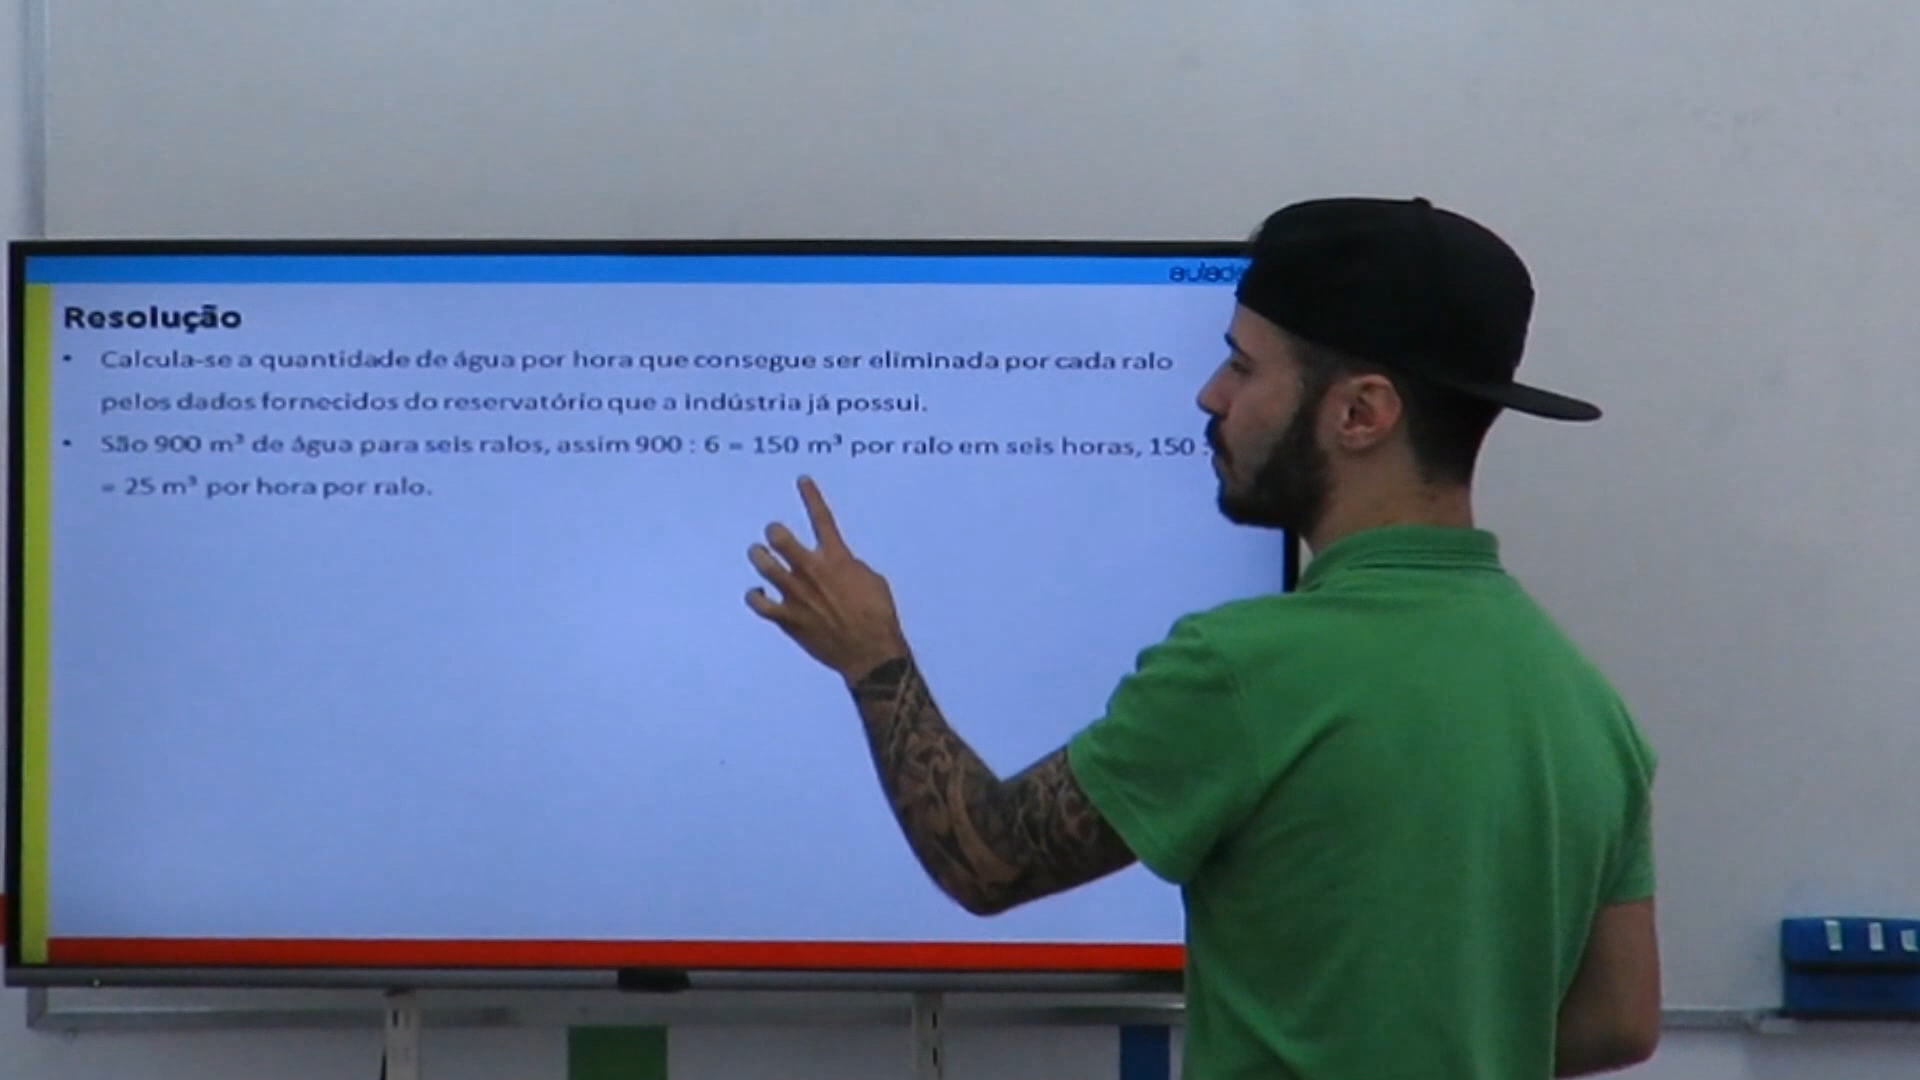 aulad
Resolução
• Calcula-se a quantidade de água por hora que consegue ser eliminada por cada ralo
pelos dados fornecidos do reservatório que a indústria já possui.
• São 900 m³ de água para seis ralos, assim 900 : 6 = 150 m³ por ralo em seis horas, 150 :
= 25 m³ por hora por ralo.